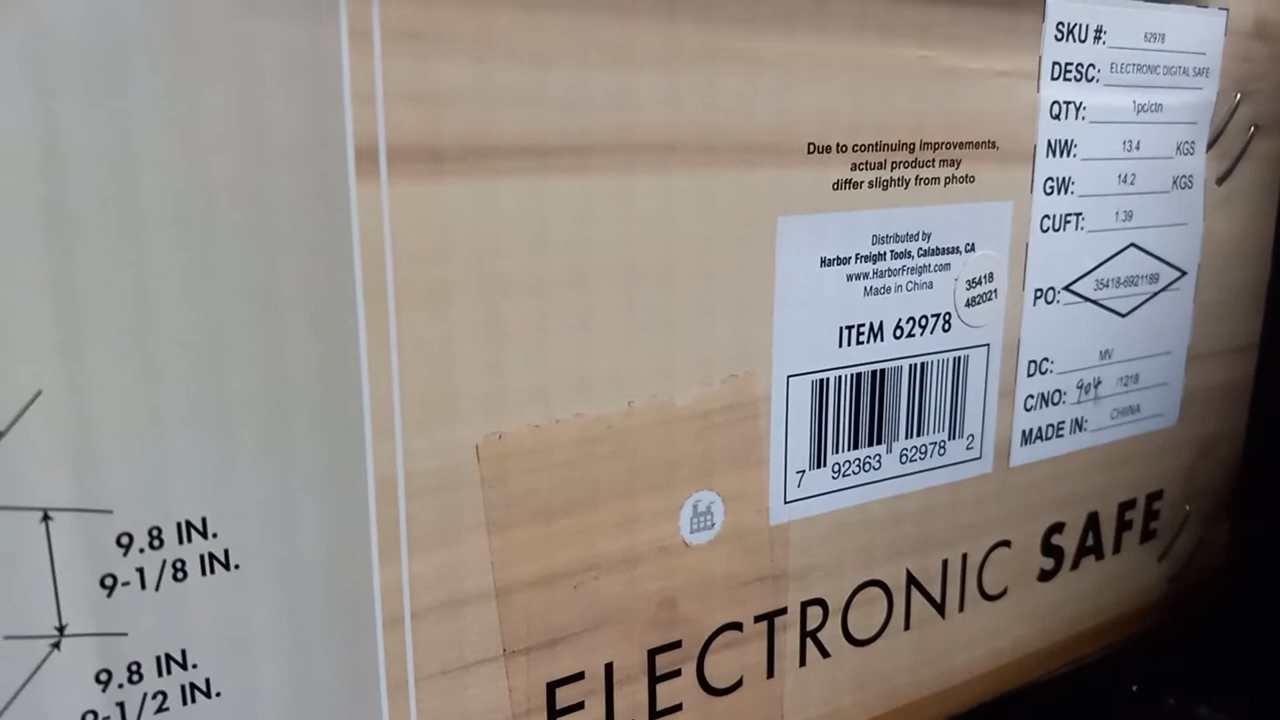 SKU #: 62978
DESC: ELECTRONIC DIGITAL SAFE
QTY: 1pc/ctn
NW: 13.4 KGS
GW: 14.2 KGS
CUFT: 1.39
PO: 35418-6921189
DC: MV
C/NO: 904 /1218
MADE IN: CHINA
Due to continuing improvements,
actual product may
differ slightly from photo
Distributed by
Harbor Freight Tools, Calabasas, CA
www.HarborFreight.com
Made in China
35418
482021
ITEM 62978
7 92363 62978 2
ELECTRONIC SAFE
9.8 IN.
9-1/8 IN.
9.8 IN.
IN.